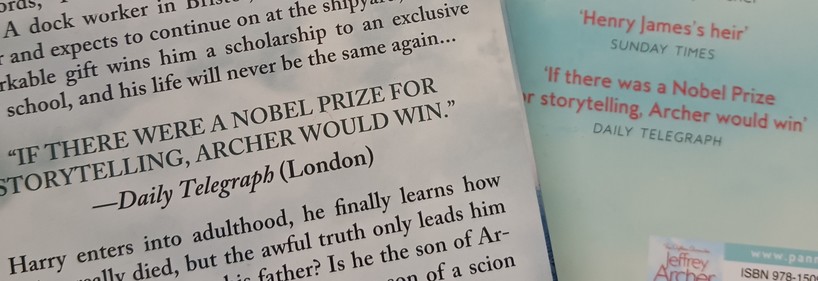 A dock worker in
and expects to continue on at the
gift wins him a scholarship to an exclusive
school, and his life will never be the same again...
“IF THERE WERE A NOBEL PRIZE FOR
STORYTELLING, ARCHER WOULD WIN.”
—Daily Telegraph (London)
Harry enters into adulthood, he finally learns how
died, but the awful truth only leads him
father? Is he the son of Ar-
of a scion
‘Henry James’s heir’
SUNDAY TIMES
‘If there was a Nobel Prize
storytelling, Archer would win’
DAILY TELEGRAPH
Jeffrey
Archer
www.pan
ISBN 978-150